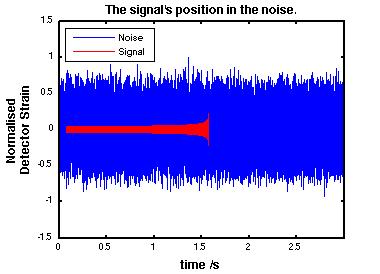 The signal's position in the noise.
1.5
1
0.5
0
-0.5
-1
-1.5
Noise
Signal
Normalised
Detector Strain
0 0.5 1 1.5 2 2.5
time /s